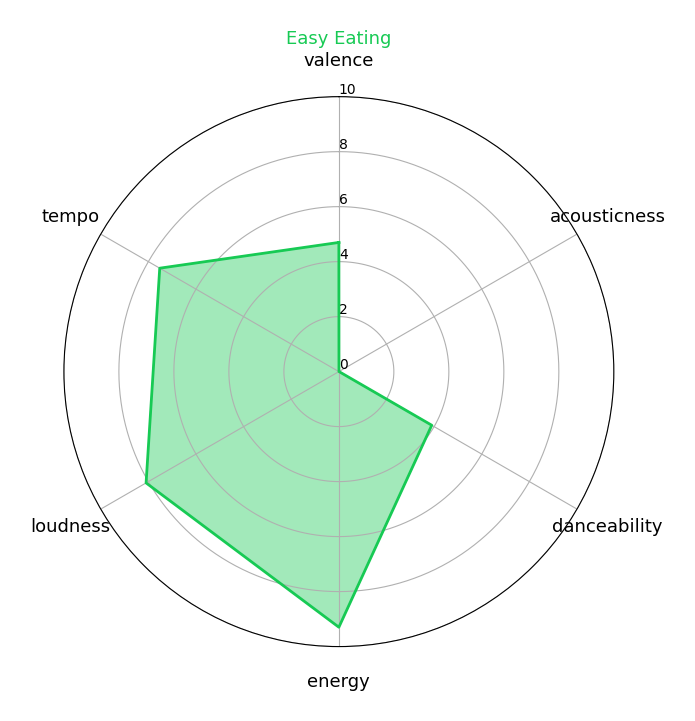 Easy Eating
valence
10
8
6
4
2
0
tempo
acousticness
loudness
danceability
energy